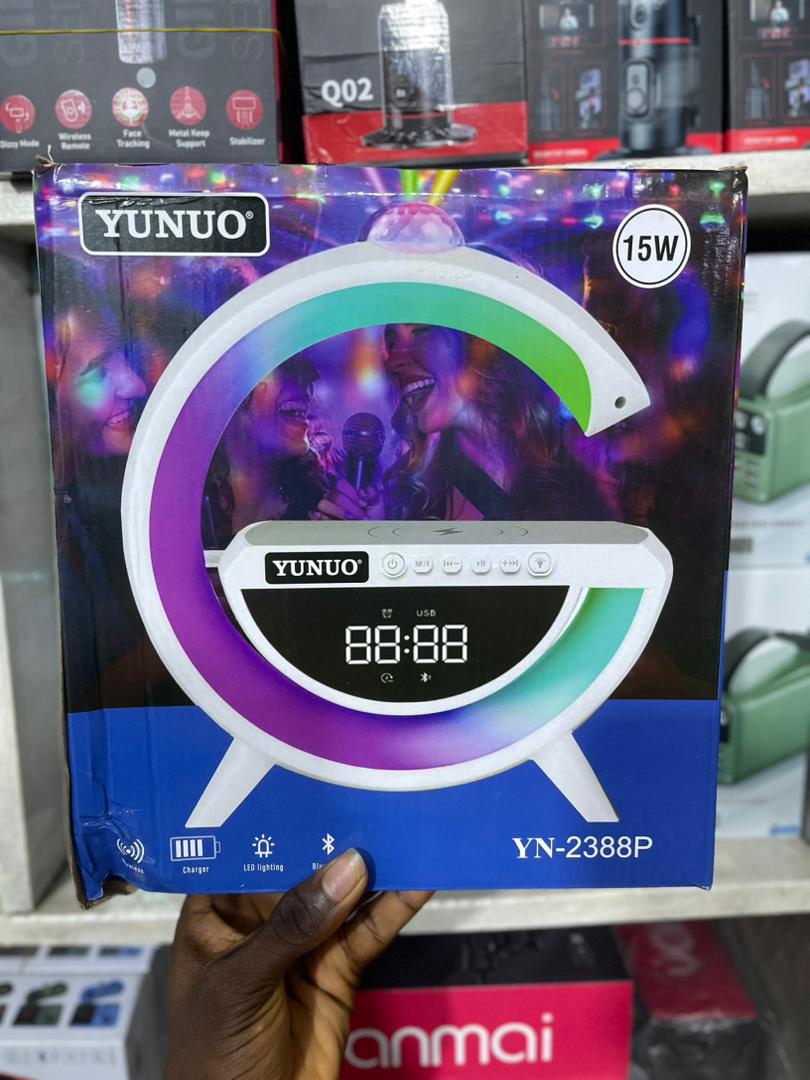 Dizzy Mode
Wireless
Remote
Face
Tracking
Metal Keep
Support
Stabilizer
Q02
YUNUO®
15W
YUNUO®
M/
USB
88:88
Charger
LED lighting
YN-2388P
anmai